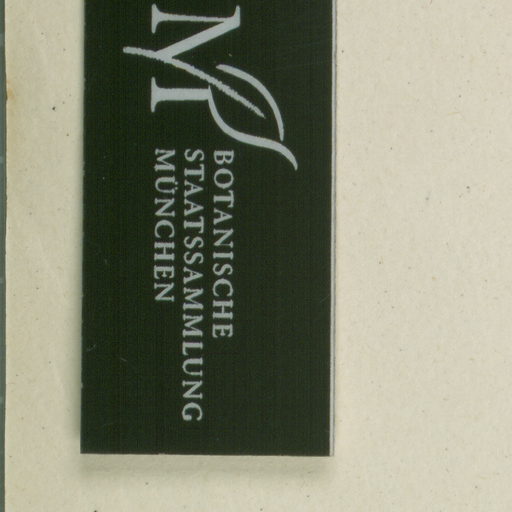 M
BOTANISCHE
STAATSSAMMLUNG
MÜNCHEN